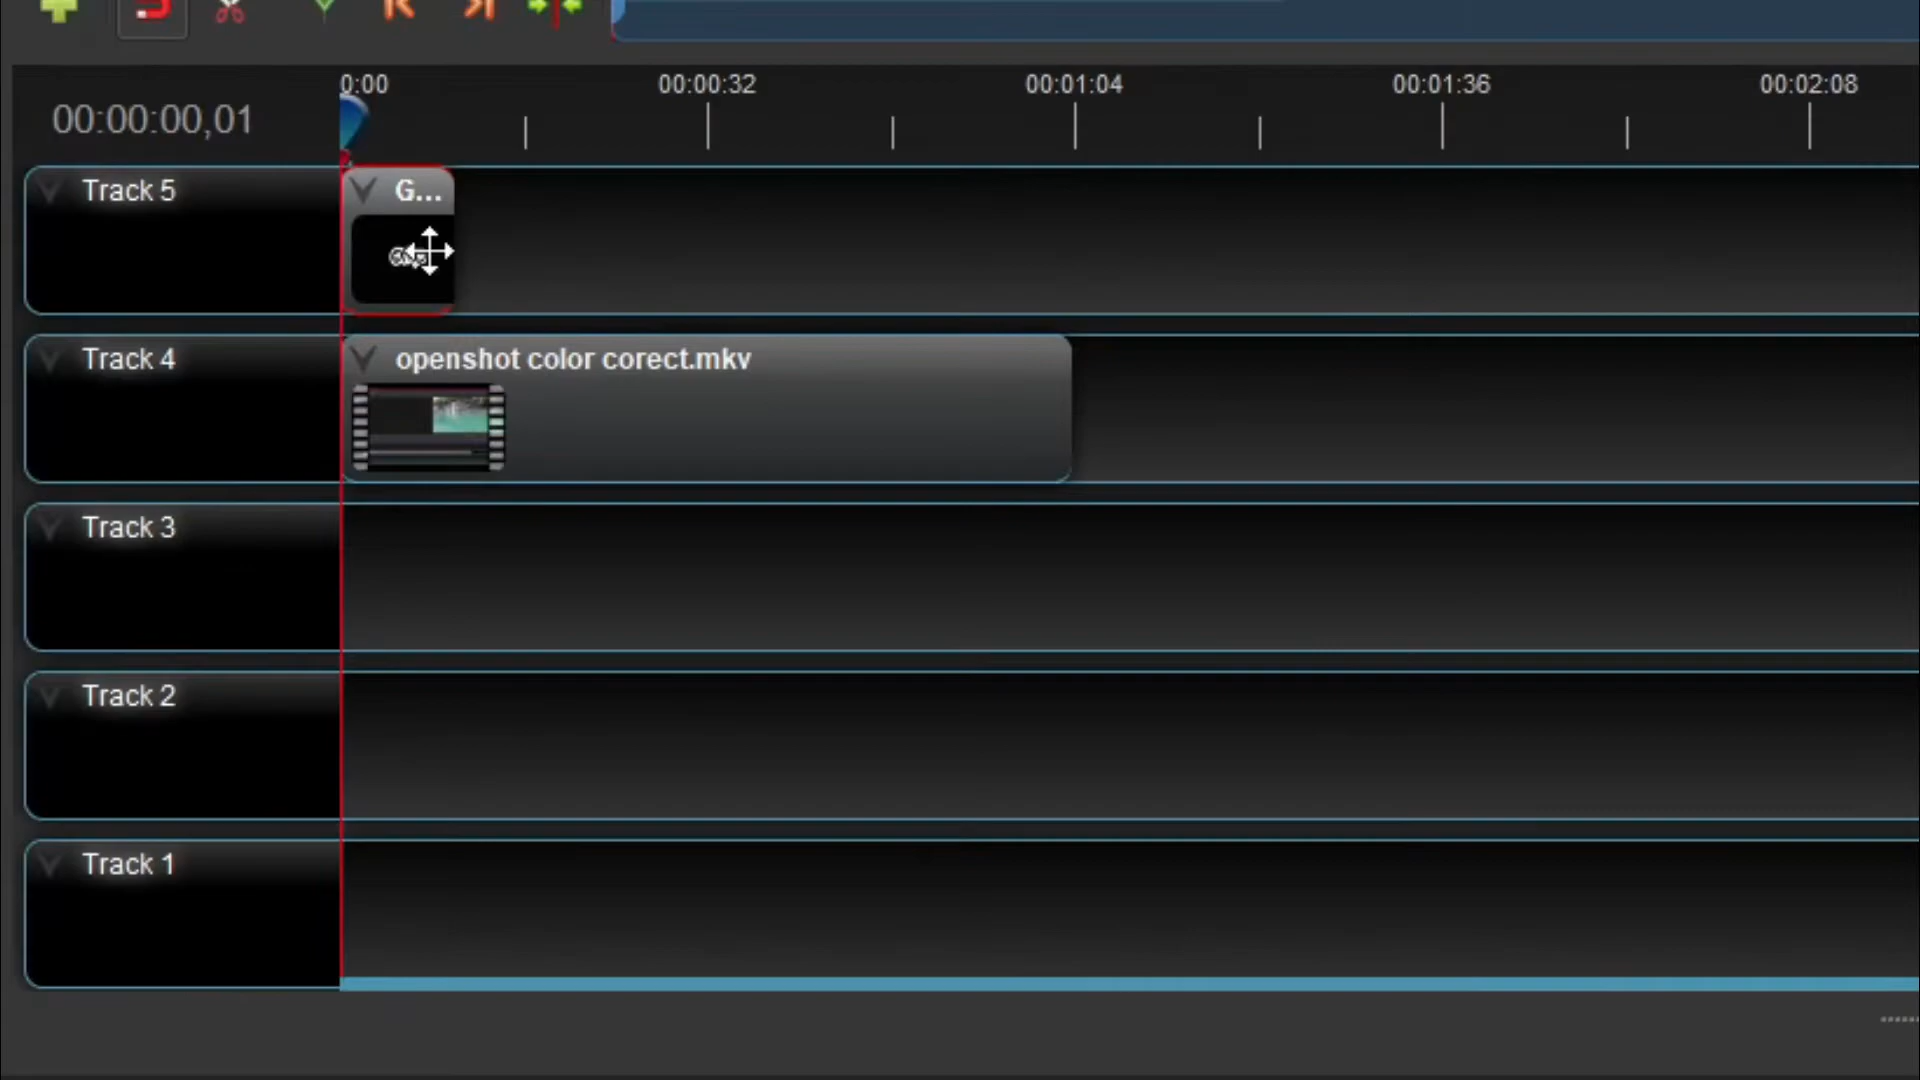 0:00 00:00:32 00:01:04 00:01:36 00:02:08
00:00:00,01
Track 5
G...
Track 4
openshot color corect.mkv
Track 3
Track 2
Track 1